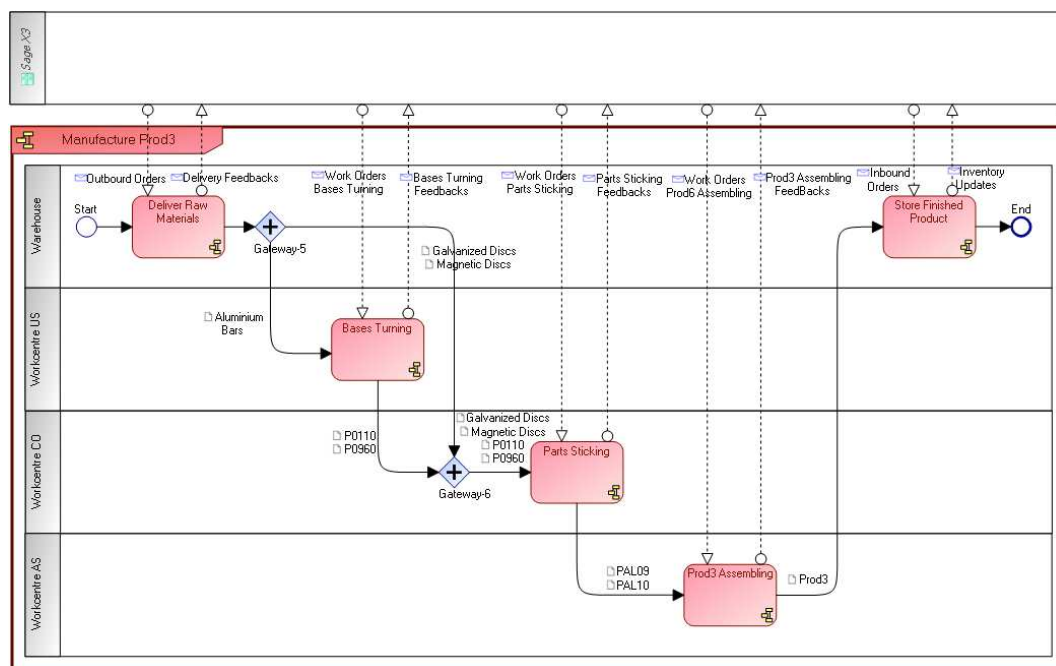 Sage X3
Manufacture Prod3
Warehouse
Outbound Orders
Delivery Feedbacks
Work Orders
Bases Turning
Bases Turning
Feedbacks
Work Orders
Parts Sticking
Parts Sticking
Feedbacks
Work Orders
Prod6 Assembling
Prod3 Assembling
FeedBacks
Inbound
Orders
Inventory
Updates
Start
Deliver Raw
Materials
Gateway-5
Galvanized Discs
Magnetic Discs
Store Finished
Product
End
Workcentre US
Aluminium
Bars
Bases Turning
Workcentre CO
P0110
P0960
Galvanized Discs
Magnetic Discs
P0110
P0960
Gateway-6
Parts Sticking
Workcentre AS
PAL09
PAL10
Prod3 Assembling
Prod3